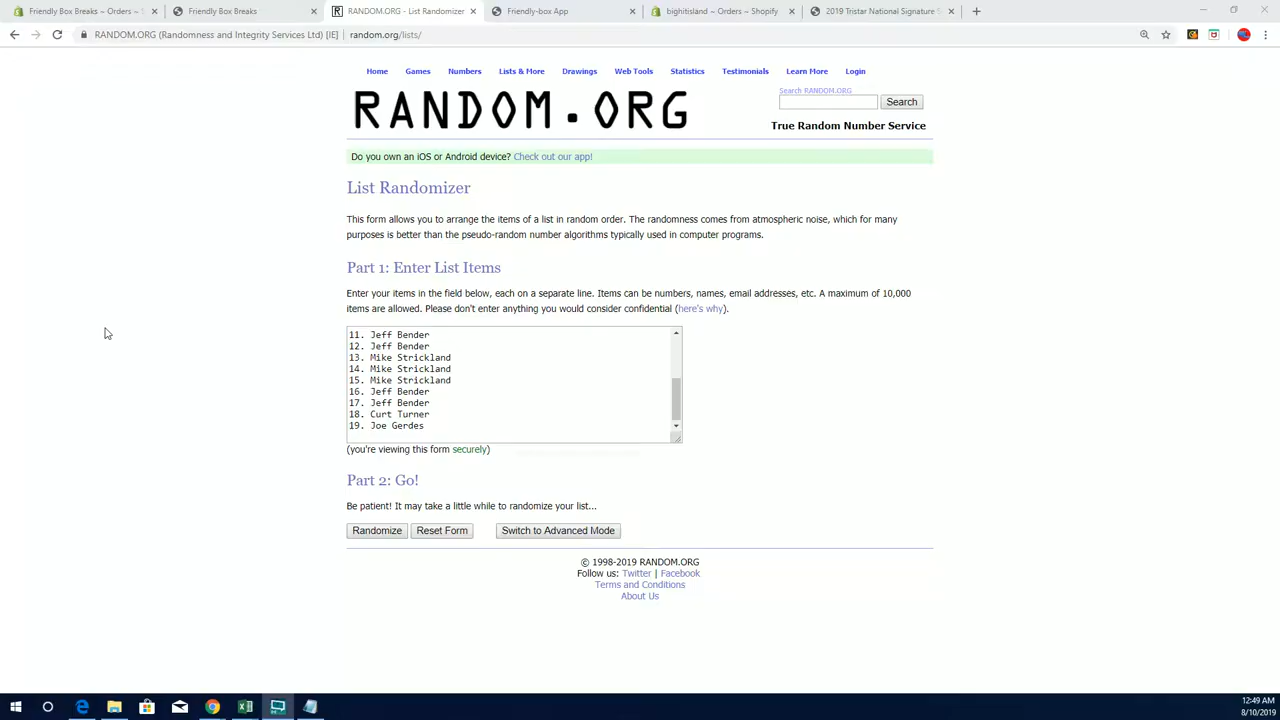 Friendly Box Breaks ~ Orders ~ S
Friendly Box Breaks
RANDOM.ORG - List Randomizer
Friendly-box App
bighitisland ~ Orders ~ Shopify
2019 Tristar National Signature S
RANDOM.ORG (Randomness and Integrity Services Ltd) [IE] | random.org/lists/
Home Games Numbers Lists & More Drawings Web Tools Statistics Testimonials Learn More Login
RANDOM.ORG
Search RANDOM.ORG
Search
True Random Number Service
Do you own an iOS or Android device? Check out our app!
List Randomizer
This form allows you to arrange the items of a list in random order. The randomness comes from atmospheric noise, which for many
purposes is better than the pseudo-random number algorithms typically used in computer programs.
Part 1: Enter List Items
Enter your items in the field below, each on a separate line. Items can be numbers, names, email addresses, etc. A maximum of 10,000
items are allowed. Please don't enter anything you would consider confidential (here's why).
11. Jeff Bender
12. Jeff Bender
13. Mike Strickland
14. Mike Strickland
15. Mike Strickland
16. Jeff Bender
17. Jeff Bender
18. Curt Turner
19. Joe Gerdes
(you're viewing this form securely)
Part 2: Go!
Be patient! It may take a little while to randomize your list...
Randomize Reset Form Switch to Advanced Mode
© 1998-2019 RANDOM.ORG
Follow us: Twitter | Facebook
Terms and Conditions
About Us
12:49 AM
8/10/2019